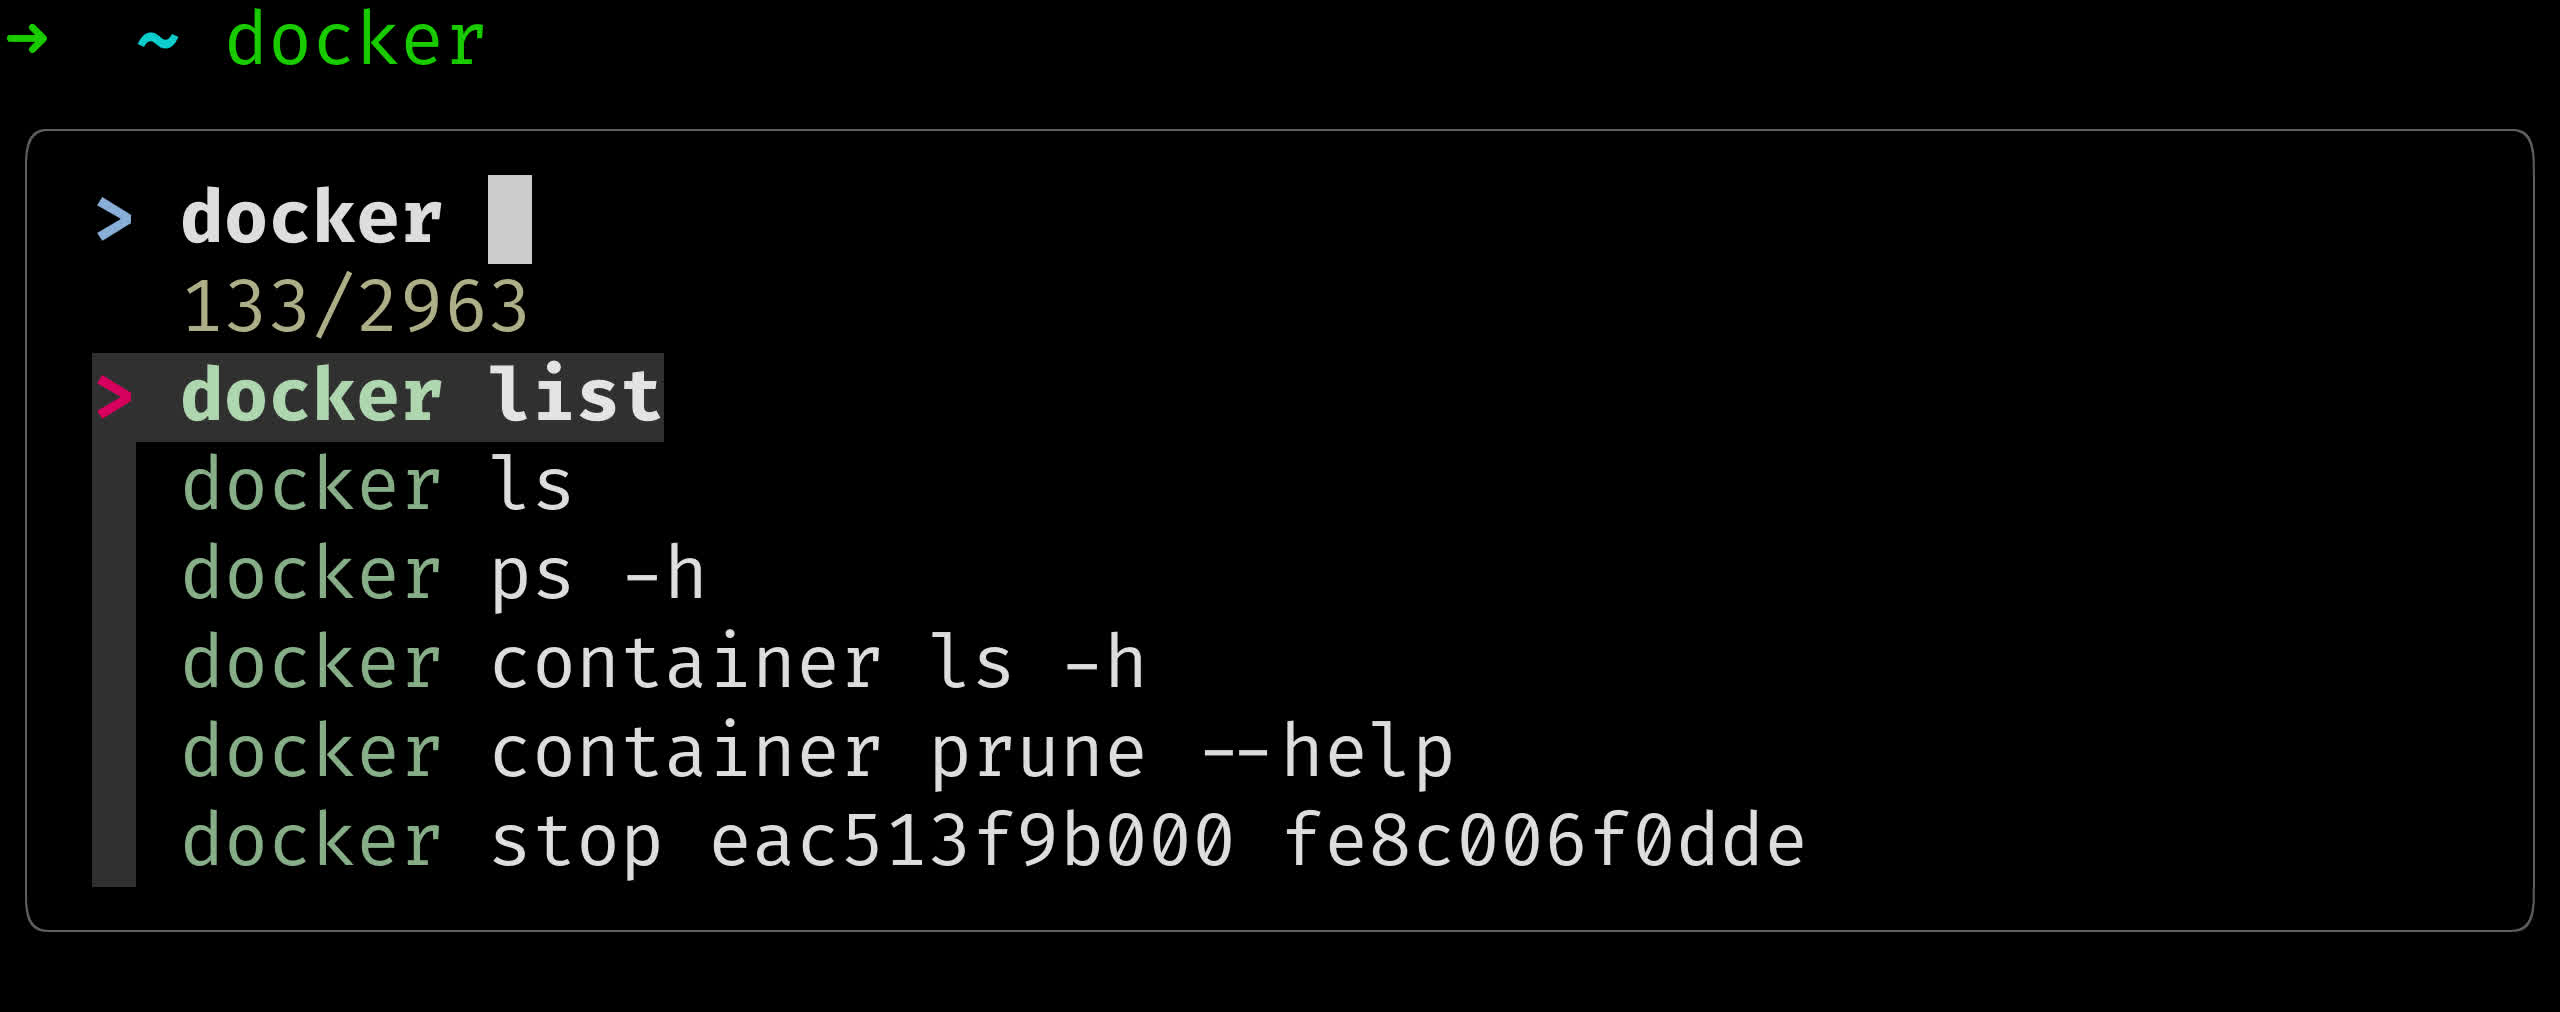 ➜  ~ docker
> docker
133/2963
> docker list
docker ls
docker ps -h
docker container ls -h
docker container prune --help
docker stop eac513f9b000 fe8c006f0dde